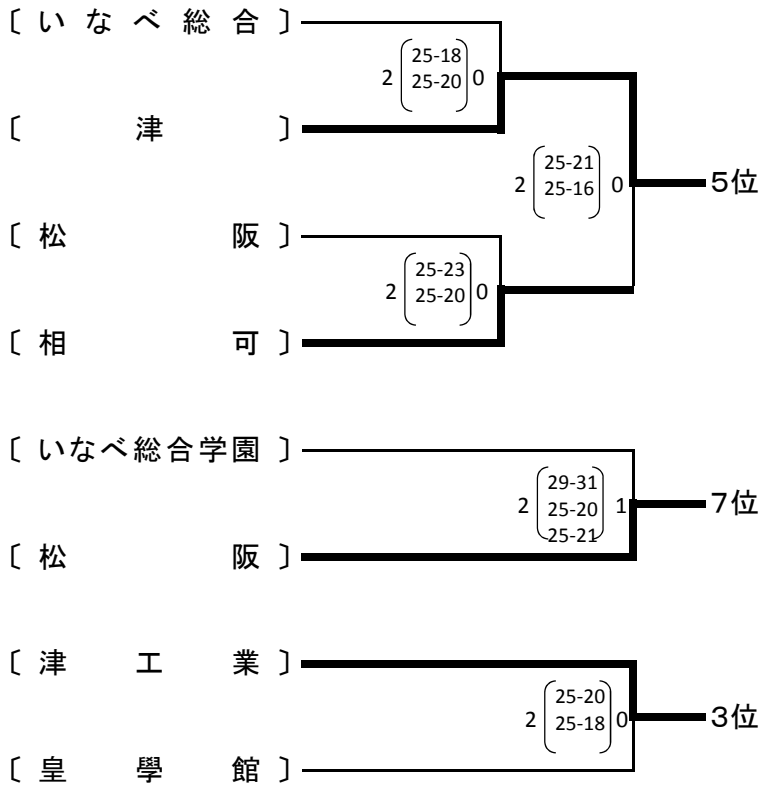 〔いなべ総合〕
25-18
2 25-20 0
〔津〕
25-21
2 25-16 0 5位
〔松阪〕
25-23
2 25-20 0
〔相可〕
〔いなべ総合学園〕
29-31
2 25-20 1 7位
25-21
〔松阪〕
〔津工業〕
25-20
2 25-18 0 3位
〔皇學館〕